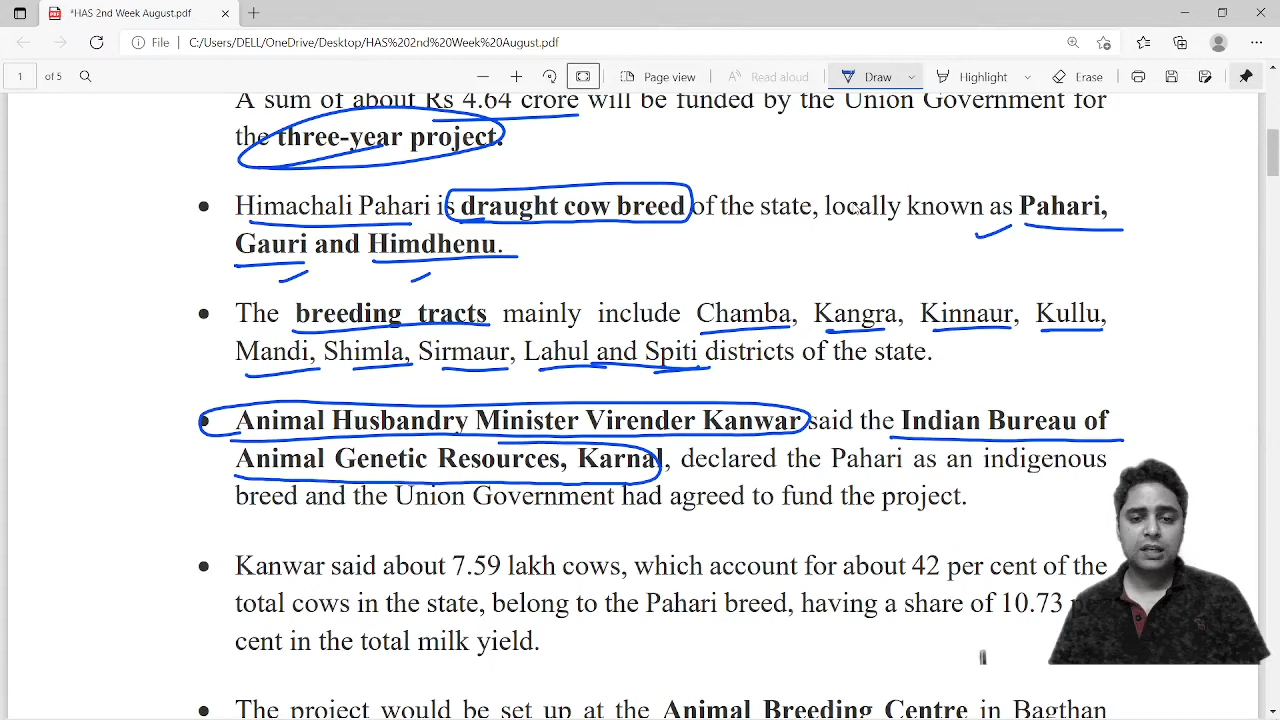 *HAS 2nd Week August.pdf
File C:/Users/DELL/OneDrive/Desktop/HAS%202nd%20Week%20August.pdf
1 of 5 Page view Read aloud Draw Highlight Erase
A sum of about Rs 4.64 crore will be funded by the Union Government for
the three-year project.
• Himachali Pahari is draught cow breed of the state, locally known as Pahari,
Gauri and Himdhenu.
• The breeding tracts mainly include Chamba, Kangra, Kinnaur, Kullu,
Mandi, Shimla, Sirmaur, Lahul and Spiti districts of the state.
• Animal Husbandry Minister Virender Kanwar said the Indian Bureau of
Animal Genetic Resources, Karnal, declared the Pahari as an indigenous
breed and the Union Government had agreed to fund the project.
• Kanwar said about 7.59 lakh cows, which account for about 42 per cent of the
total cows in the state, belong to the Pahari breed, having a share of 10.73
cent in the total milk yield.
• The project would be set up at the Animal Breeding Centre in Bagthan